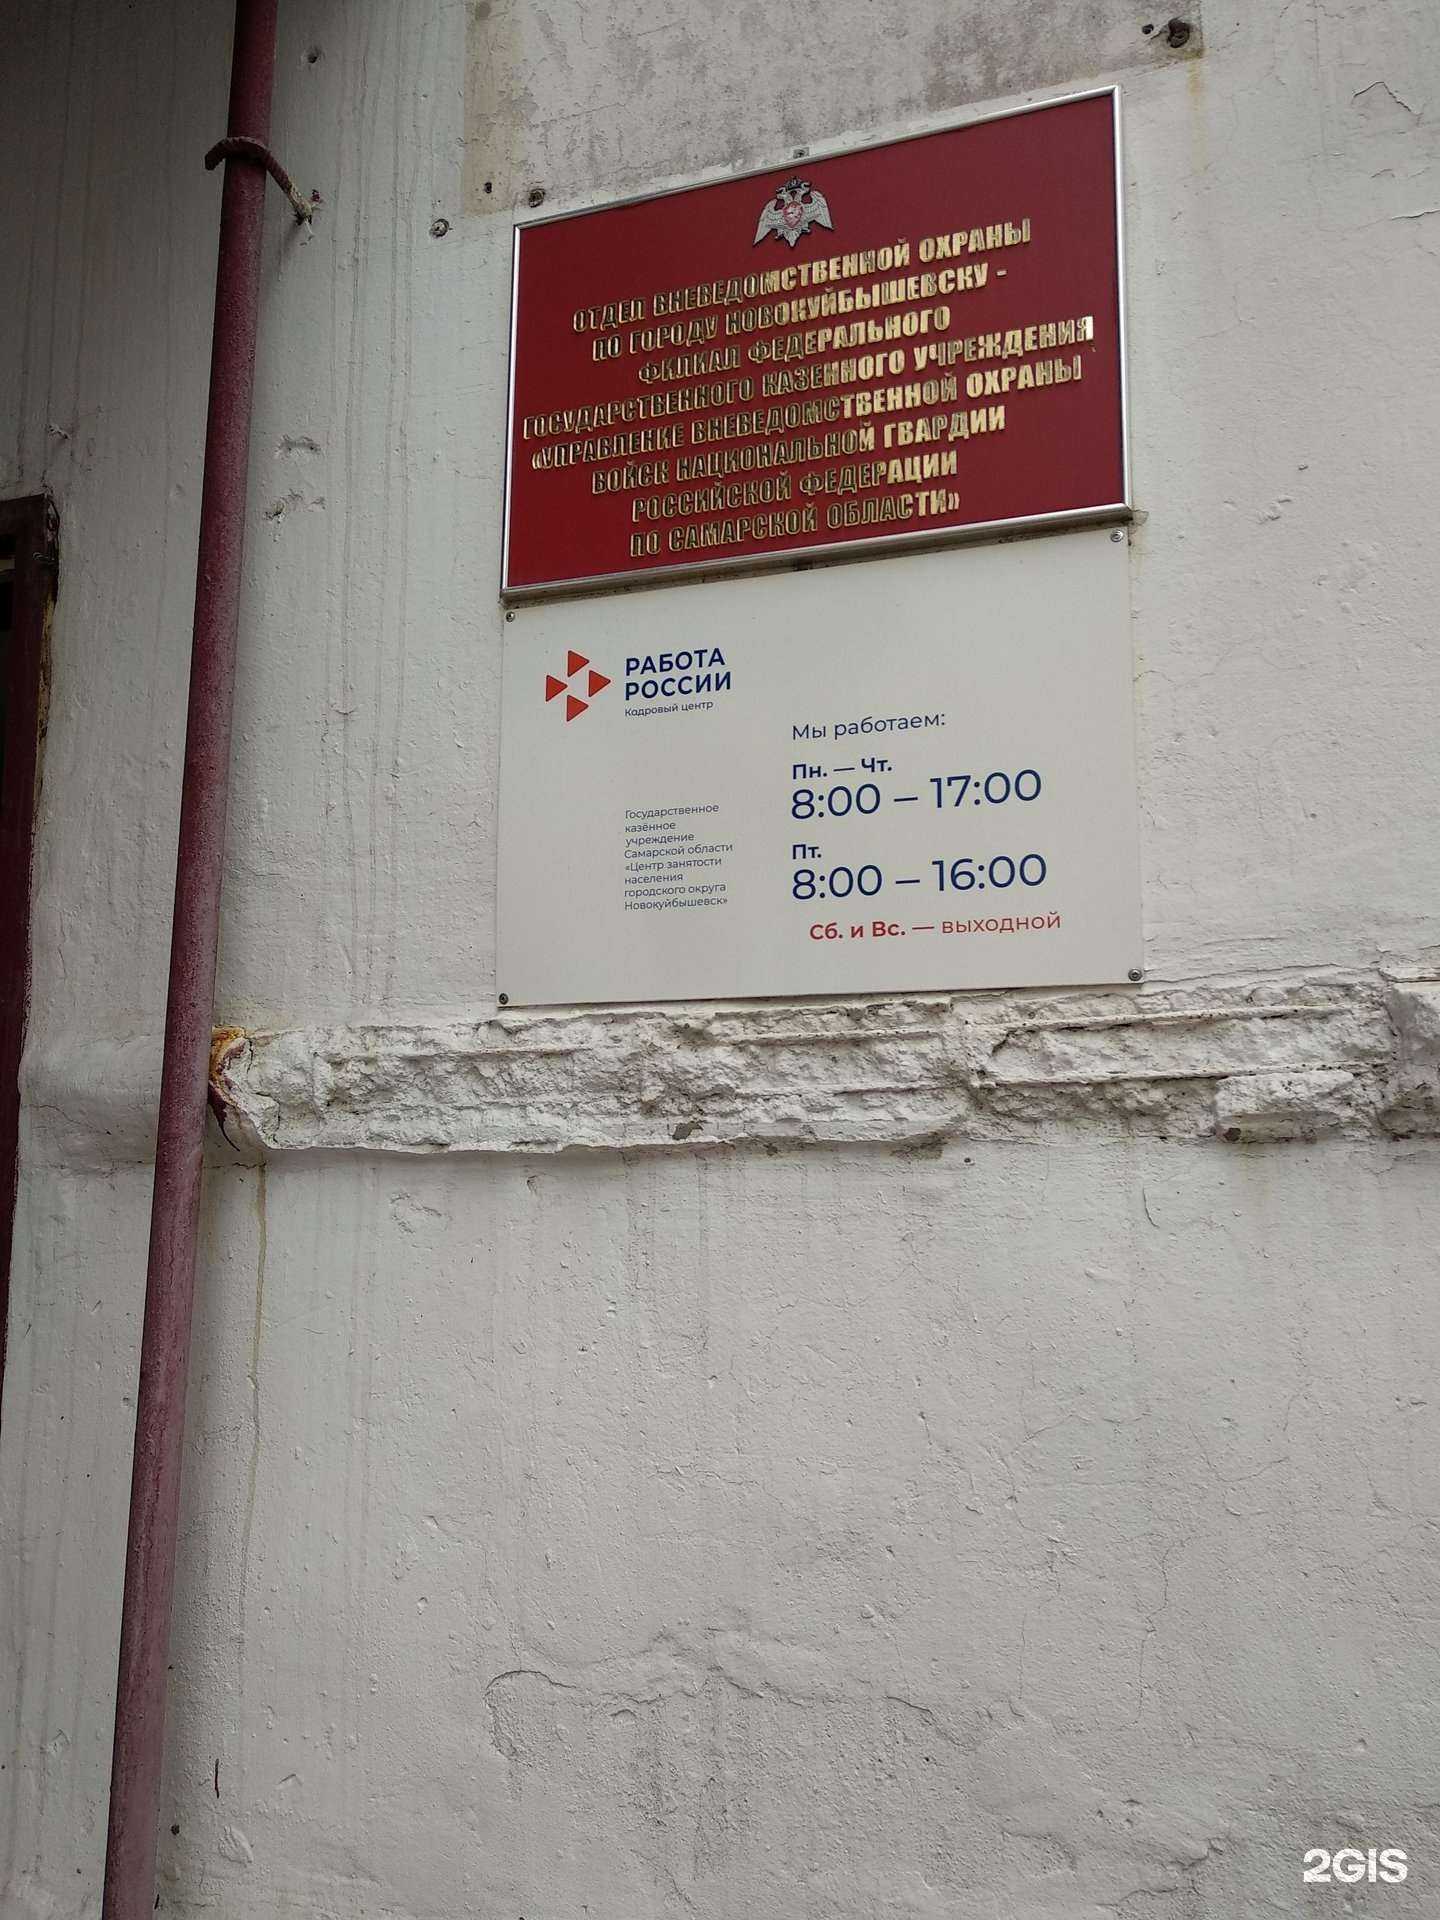 ОТДЕЛ ВНЕВЕДОМСТВЕННОЙ ОХРАНЫ
ПО ГОРОДУ НОВОКУЙБЫШЕВСКУ -
ФИЛИАЛ ФЕДЕРАЛЬНОГО
ГОСУДАРСТВЕННОГО КАЗЕННОГО УЧРЕЖДЕНИЯ
«УПРАВЛЕНИЕ ВНЕВЕДОМСТВЕННОЙ ОХРАНЫ
ВОЙСК НАЦИОНАЛЬНОЙ ГВАРДИИ
РОССИЙСКОЙ ФЕДЕРАЦИИ
ПО САМАРСКОЙ ОБЛАСТИ»
РАБОТА
РОССИИ
Кадровый центр
Государственное
казённое
учреждение
Самарской области
«Центр занятости
населения
городского округа
Новокуйбышевск»
Мы работаем:
Пн. — Чт.
8:00 – 17:00
Пт.
8:00 – 16:00
Сб. и Вс. — выходной
2GIS